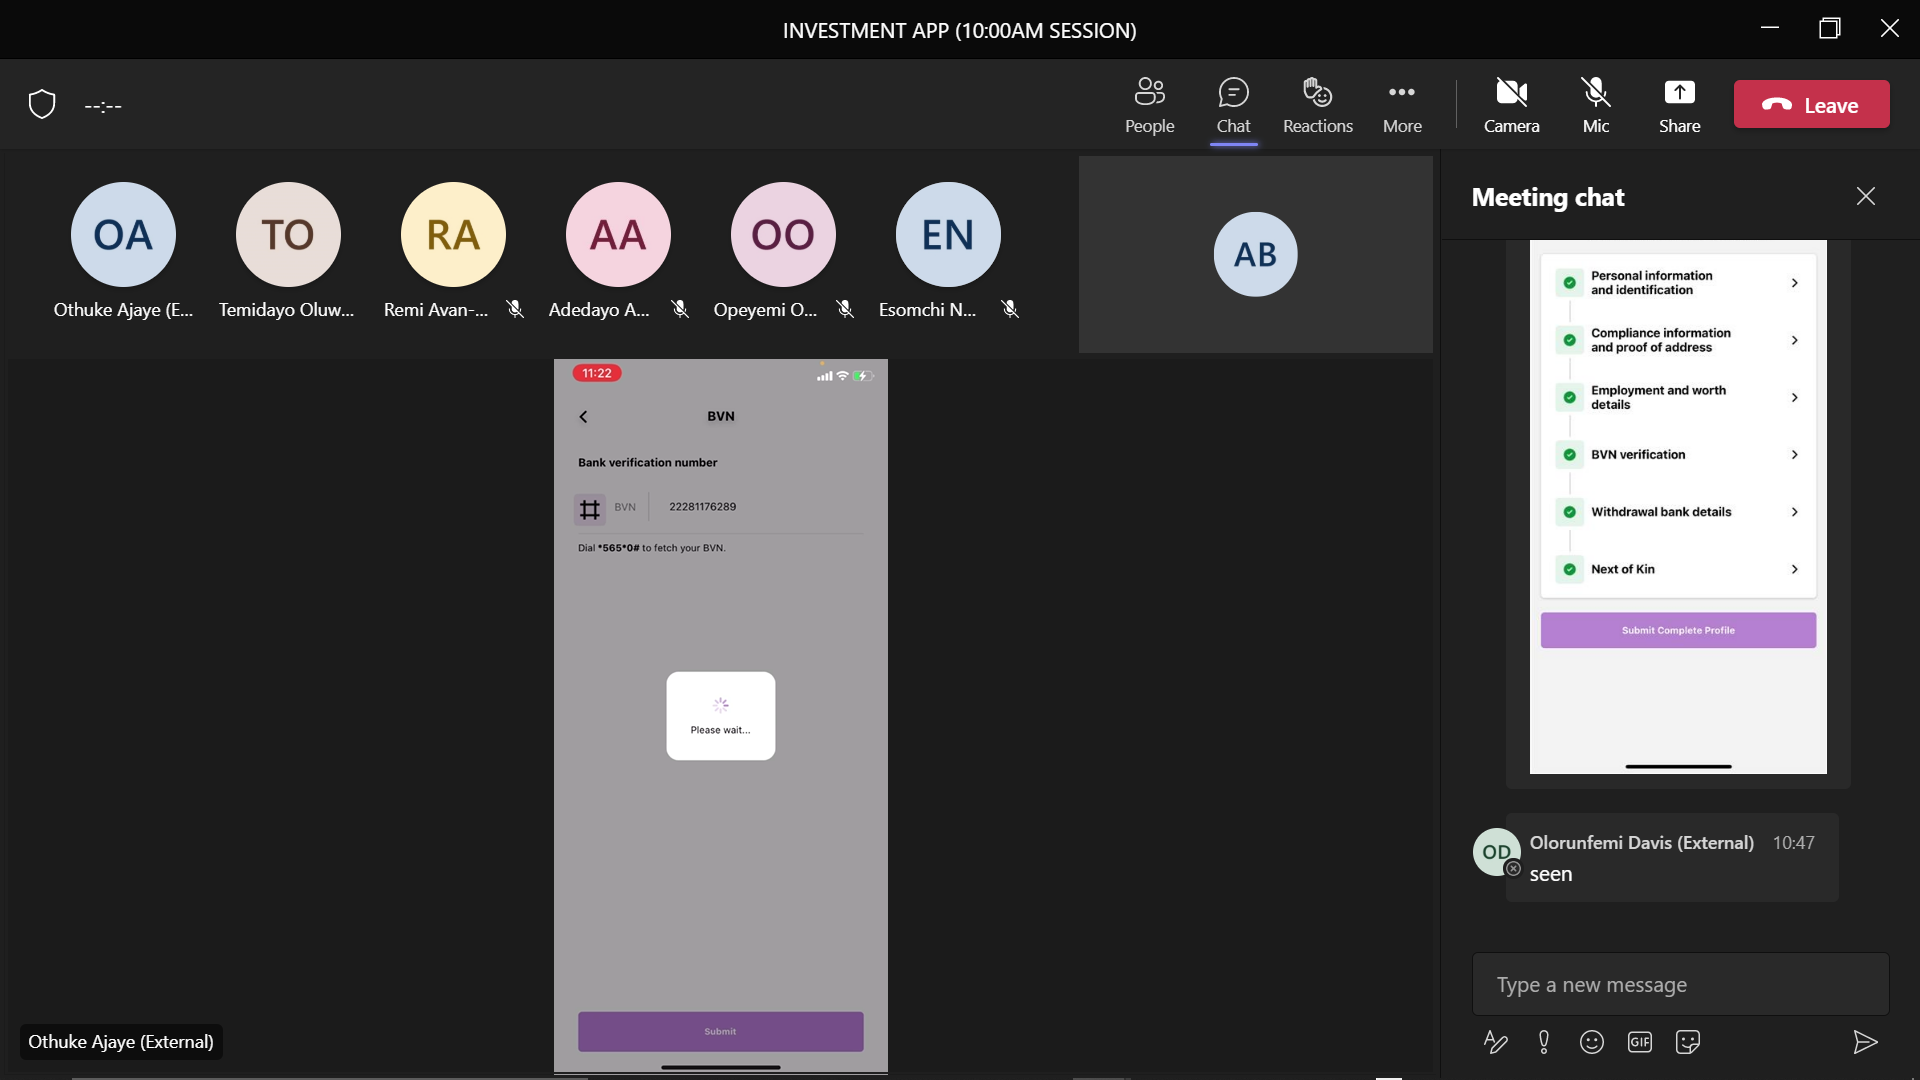 INVESTMENT APP (10:00AM SESSION)
--:--
People
Chat
Reactions
More
Camera
Mic
Share
Leave
OA
TO
RA
AA
OO
EN
AB
Othuke Ajaye (E...
Temidayo Oluw...
Remi Avan-...
Adedayo A...
Opeyemi O...
Esomchi N...
11:22
BVN
Bank verification number
BVN
22281176289
Dial *565*0# to fetch your BVN.
Please wait...
Submit
Othuke Ajaye (External)
Meeting chat
Personal information
and identification
Compliance information
and proof of address
Employment and worth
details
BVN verification
Withdrawal bank details
Next of Kin
Submit Complete Profile
OD
Olorunfemi Davis (External) 10:47
seen
Type a new message
GIF